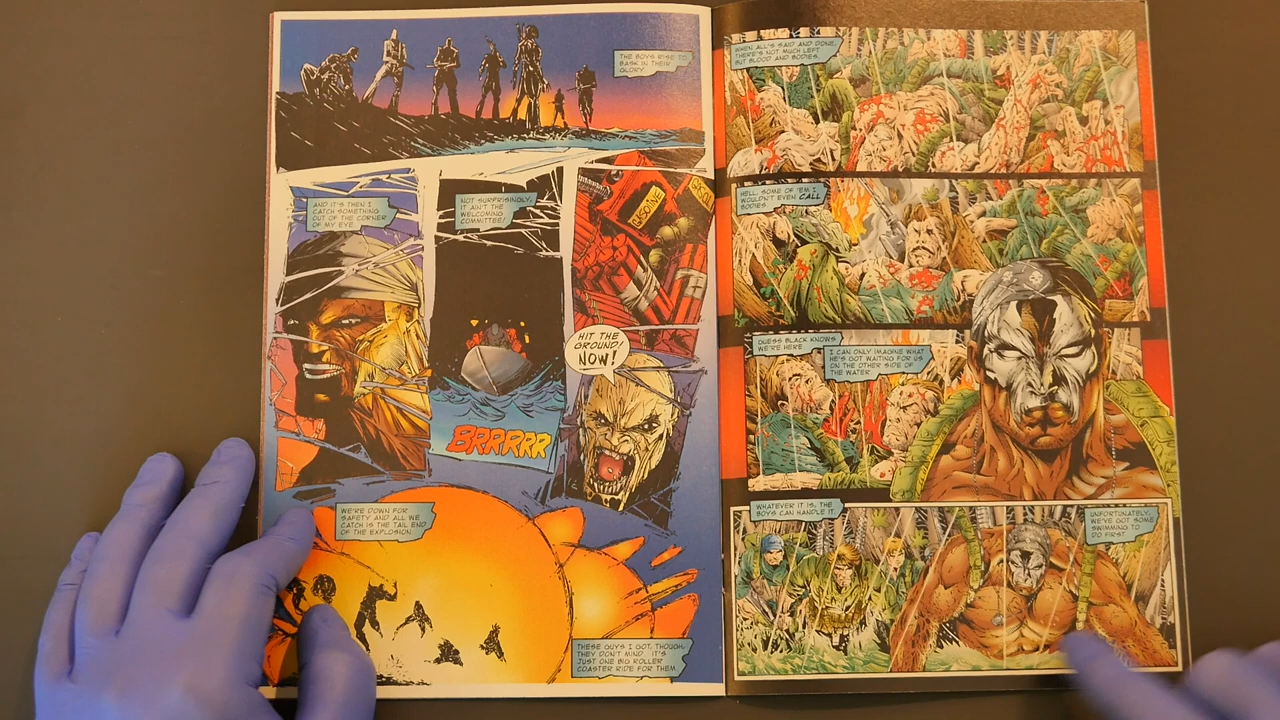 THE BOYS RISE TO
BASK IN THEIR
GLORY.
AND IT'S THEN I
CATCH SOMETHING
OUT OF THE CORNER
OF MY EYE.
NOT SURPRISINGLY,
IT AIN'T THE
WELCOMING
COMMITTEE!
GASOLINE
HIT THE
GROUND!
NOW!
BRRRRR
WE'RE DOWN FOR
SAFETY AND ALL WE
CATCH IS THE TAIL END
OF THE EXPLOSION.
THESE GUYS I GOT, THOUGH,
THEY DON'T MIND. IT'S
JUST ONE BIG ROLLER
COASTER RIDE FOR THEM.
WHEN ALL'S SAID AND DONE,
THERE'S NOT MUCH LEFT
BUT BLOOD AND BODIES.
HELL, SOME OF 'EM I
WOULDN'T EVEN CALL
BODIES.
GUESS BLACK KNOWS
WE'RE HERE.
I CAN ONLY IMAGINE WHAT
HE'S GOT WAITING FOR US
ON THE OTHER SIDE OF
THE WATER.
WHATEVER IT IS, THE
BOYS CAN HANDLE IT.
UNFORTUNATELY,
WE'VE GOT SOME
SWIMMING TO
DO FIRST.